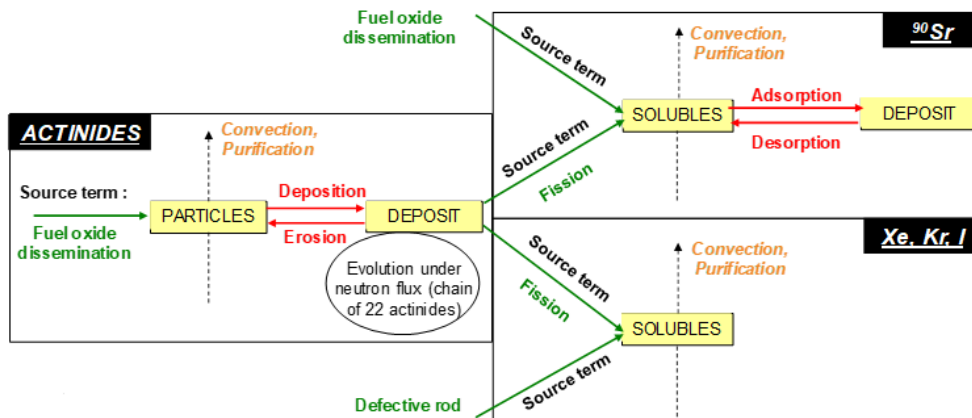 ACTINIDES
Convection,
Purification
Source term :
Fuel oxide
dissemination
PARTICLES
Deposition
Erosion
DEPOSIT
Evolution under
neutron flux (chain
of 22 actinides)
Fuel oxide
dissemination
Source term
Source term
Fission
Convection,
Purification
90Sr
SOLUBLES
Adsorption
Desorption
DEPOSIT
Source term
Fission
Defective rod
Source term
Convection,
Purification
Xe, Kr, I
SOLUBLES